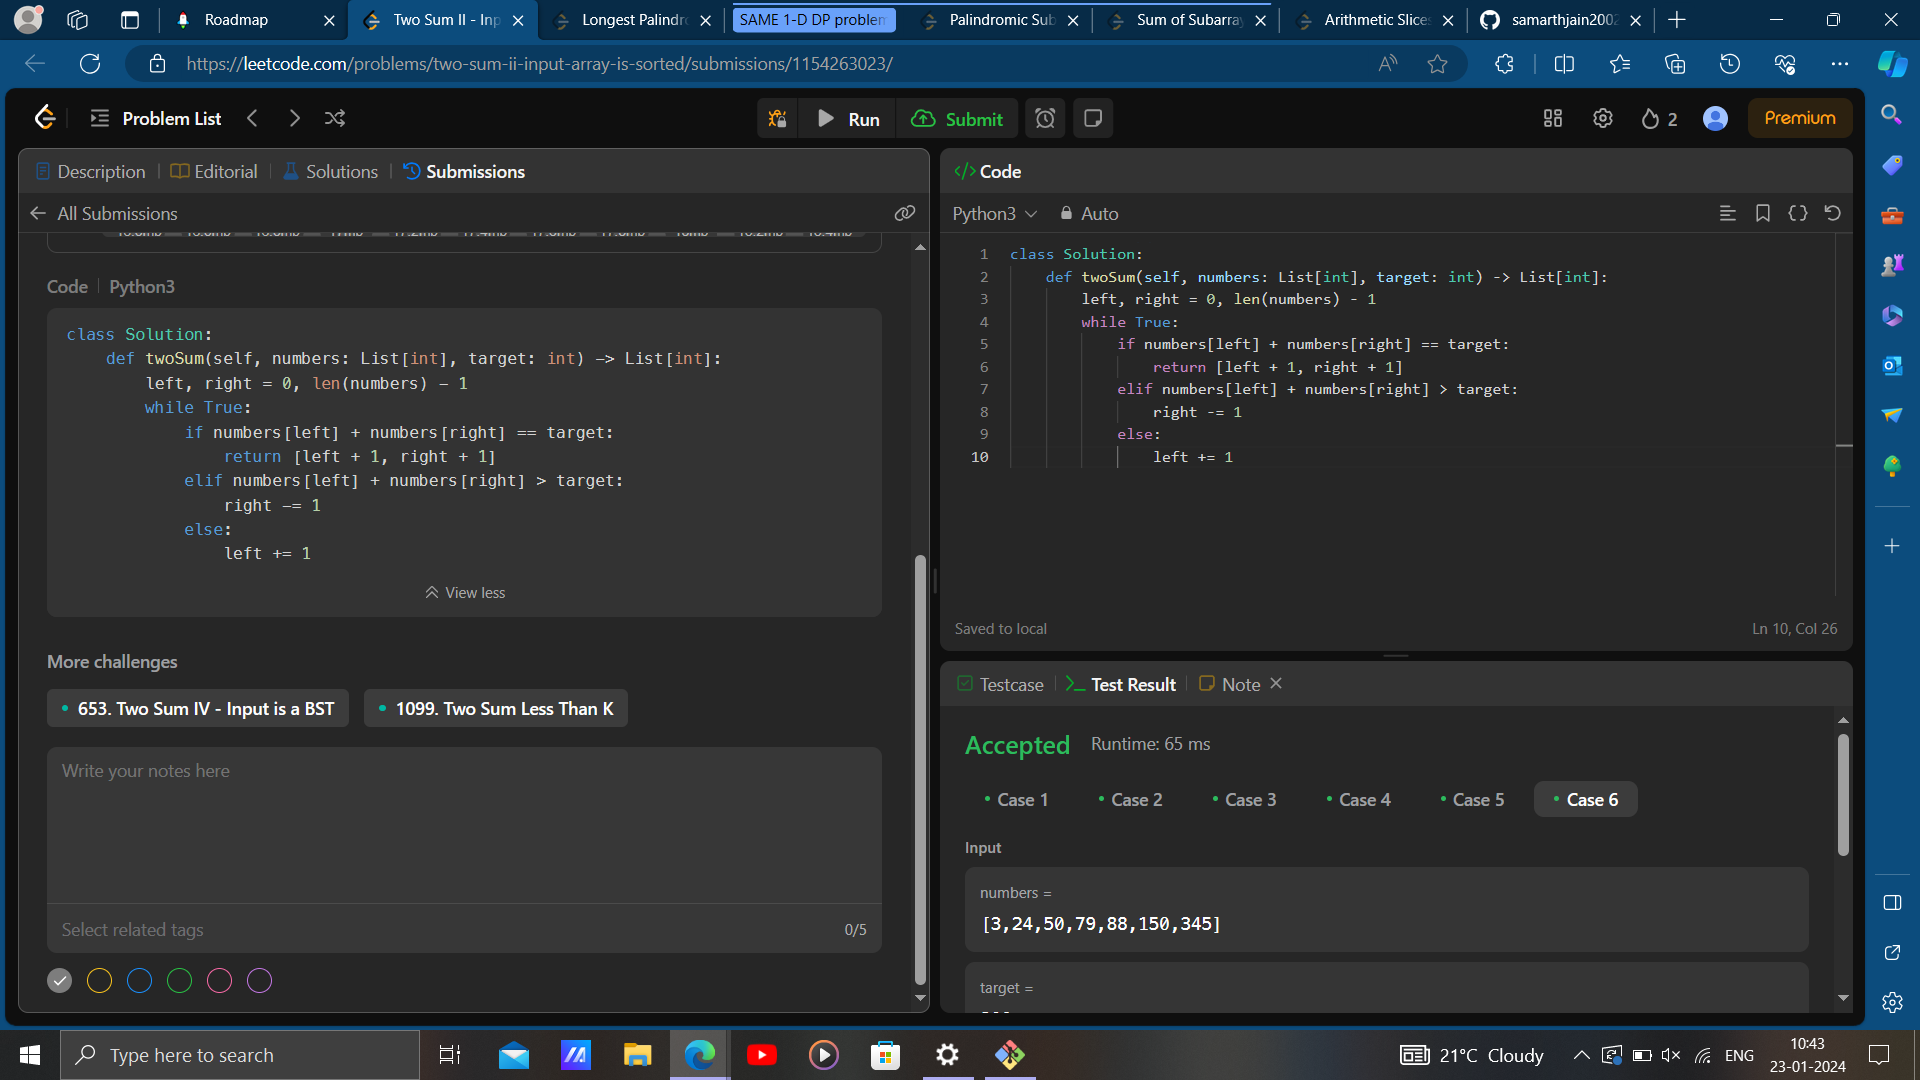 Roadmap
Two Sum II - Inp
Longest Palindr
SAME 1-D DP problem
Palindromic Sub
Sum of Subarray
Arithmetic Slices
samarthjain2002
https://leetcode.com/problems/two-sum-ii-input-array-is-sorted/submissions/1154263023/
Problem List
Run
Submit
2
Premium
Description
Editorial
Solutions
Submissions
All Submissions
Code
Python3
class Solution:
def twoSum(self, numbers: List[int], target: int) -> List[int]:
left, right = 0, len(numbers) - 1
while True:
if numbers[left] + numbers[right] == target:
return [left + 1, right + 1]
elif numbers[left] + numbers[right] > target:
right -= 1
else:
left += 1
View less
More challenges
653. Two Sum IV - Input is a BST
1099. Two Sum Less Than K
Write your notes here
Select related tags
0/5
Code
Python3
Auto
1 class Solution:
2 def twoSum(self, numbers: List[int], target: int) -> List[int]:
3 left, right = 0, len(numbers) - 1
4 while True:
5 if numbers[left] + numbers[right] == target:
6 return [left + 1, right + 1]
7 elif numbers[left] + numbers[right] > target:
8 right -= 1
9 else:
10 left += 1
Saved to local
Ln 10, Col 26
Testcase
Test Result
Note
Accepted
Runtime: 65 ms
Case 1
Case 2
Case 3
Case 4
Case 5
Case 6
Input
numbers =
[3,24,50,79,88,150,345]
target =
Type here to search
21°C Cloudy
ENG
10:43
23-01-2024